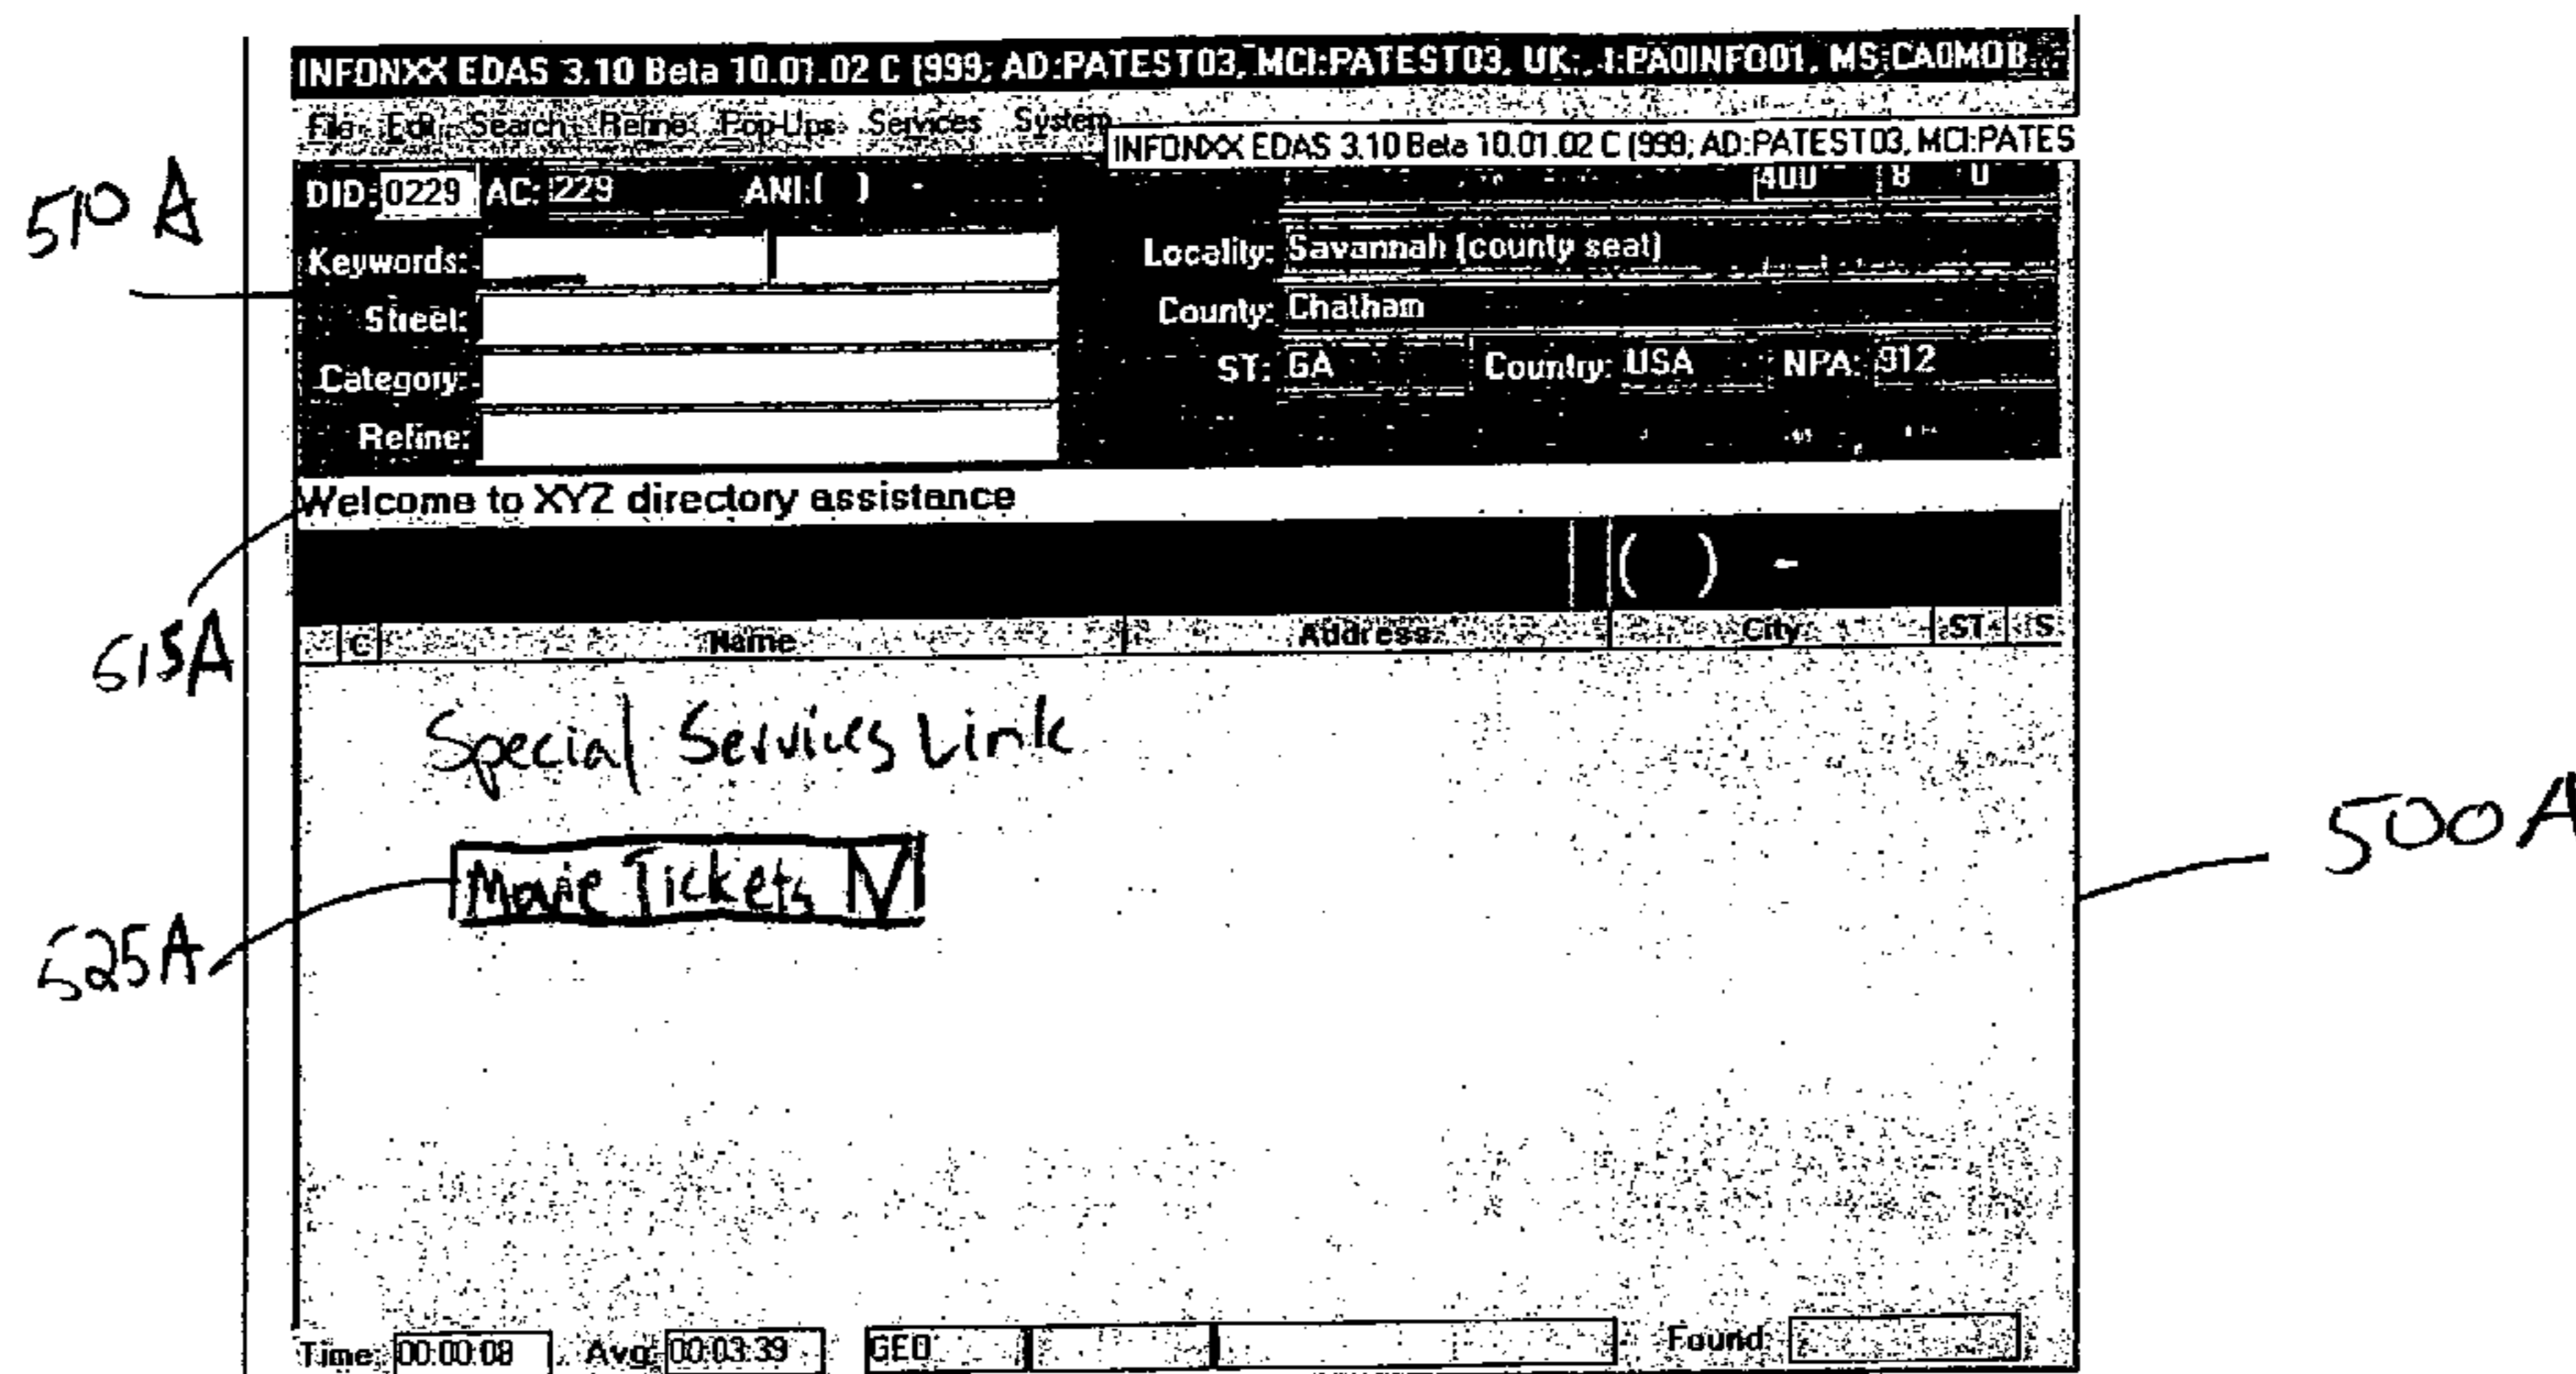 INFONXX EDAS 3.10 Beta 10.01.02 C [999; AD:PATEST03, MCI:PATEST03, UK:, I:PA0INFO01, MS:CA0MOB
File Edit Search Refine Pop-Ups Services System
INFONXX EDAS 3.10 Beta 10.01.02 C [999; AD:PATEST03, MCI:PATES
510A
DID: 0229 AC: 229 ANI: ( ) - 400 8 0
Keywords: Locality: Savannah (county seat)
Street: County: Chatham
Category: ST: GA Country: USA NPA: 912
Refine:
Welcome to XYZ directory assistance
( ) -
515A
C Name Address City ST S
Special Services Link
500A
Movie Tickets
525A
Time: 00:00:08 Avg: 00:03:39 GEO Found: